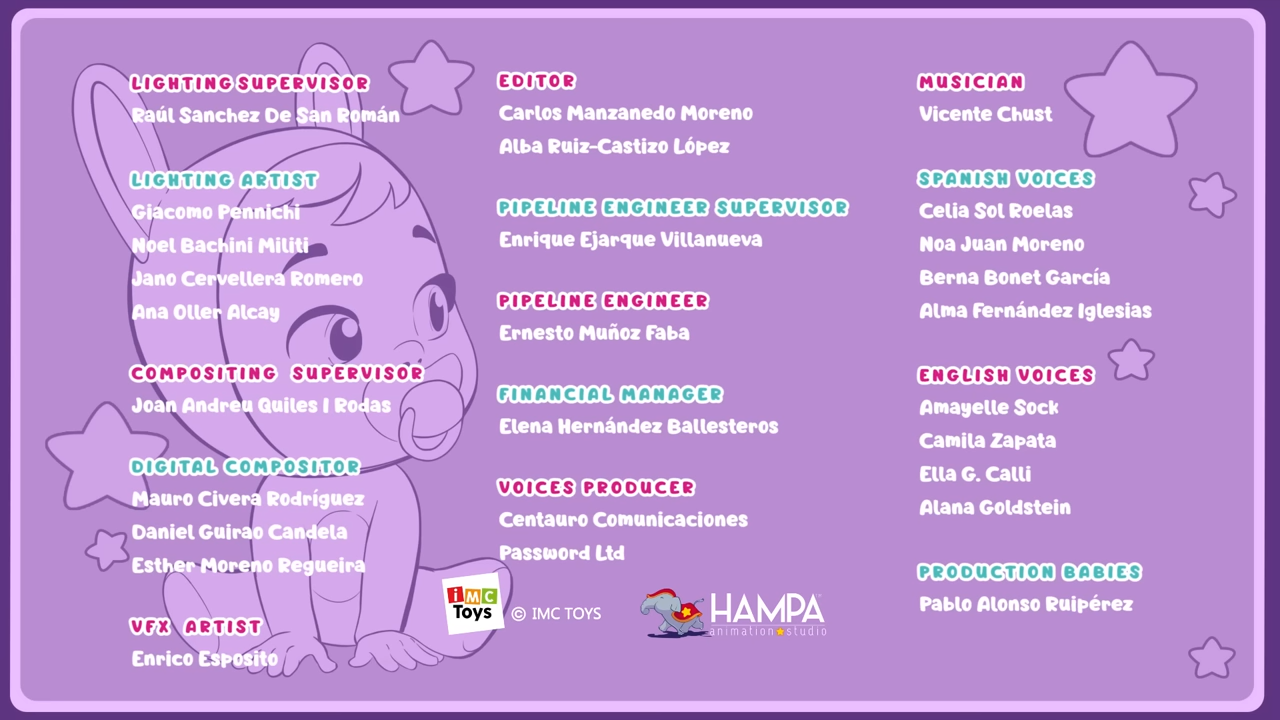 LIGHTING SUPERVISOR
Raúl Sanchez De San Román
LIGHTING ARTIST
Giacomo Pennichi
Noel Bachini Militi
Jano Cervellera Romero
Ana Oller Alcay
COMPOSITING SUPERVISOR
Joan Andreu Quiles I Rodas
DIGITAL COMPOSITOR
Mauro Civera Rodríguez
Daniel Guirao Candela
Esther Moreno Regueira
VFX ARTIST
Enrico Esposito
EDITOR
Carlos Manzanedo Moreno
Alba Ruiz-Castizo López
PIPELINE ENGINEER SUPERVISOR
Enrique Ejarque Villanueva
PIPELINE ENGINEER
Ernesto Muñoz Faba
FINANCIAL MANAGER
Elena Hernández Ballesteros
VOICES PRODUCER
Centauro Comunicaciones
Password Ltd
iMC
Toys
© IMC TOYS
HAMPA
animation studio
MUSICIAN
Vicente Chust
SPANISH VOICES
Celia Sol Roelas
Noa Juan Moreno
Berna Bonet García
Alma Fernández Iglesias
ENGLISH VOICES
Amayelle Sock
Camila Zapata
Ella G. Calli
Alana Goldstein
PRODUCTION BABIES
Pablo Alonso Ruipérez